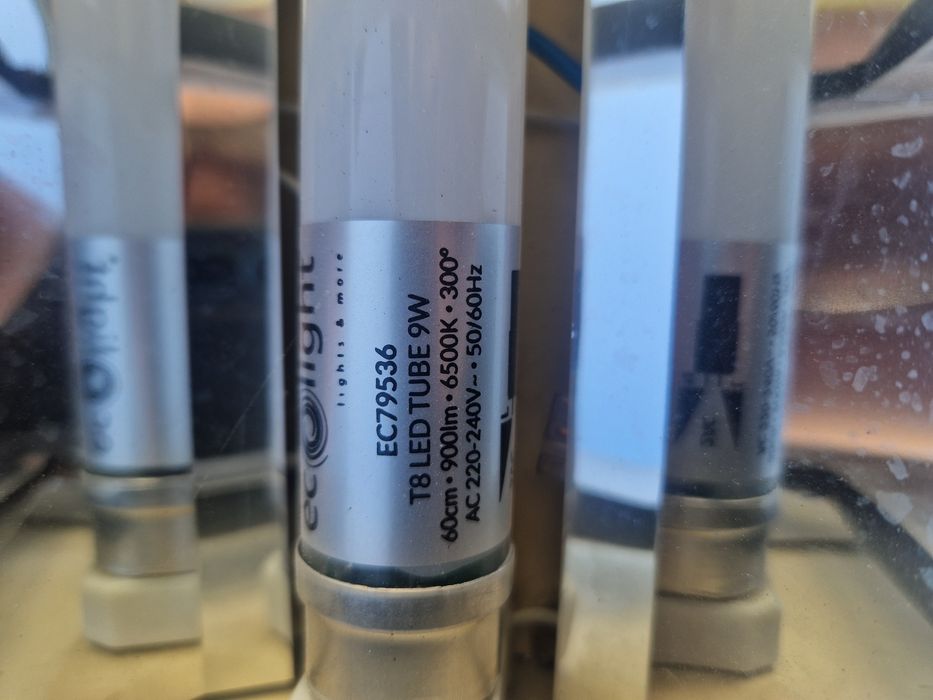 ecolight
lights & more
EC79536
T8 LED TUBE 9W
60cm • 900lm • 6500K • 300°
AC 220-240V~ • 50/60Hz